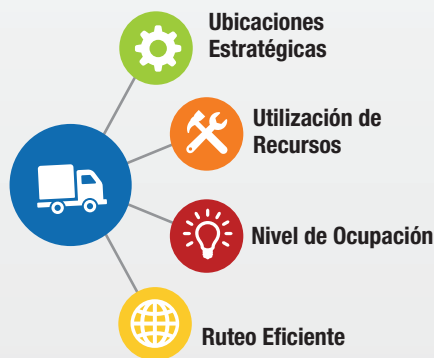 Ubicaciones
Estratégicas
Utilización de
Recursos
Nivel de Ocupación
Ruteo Eficiente